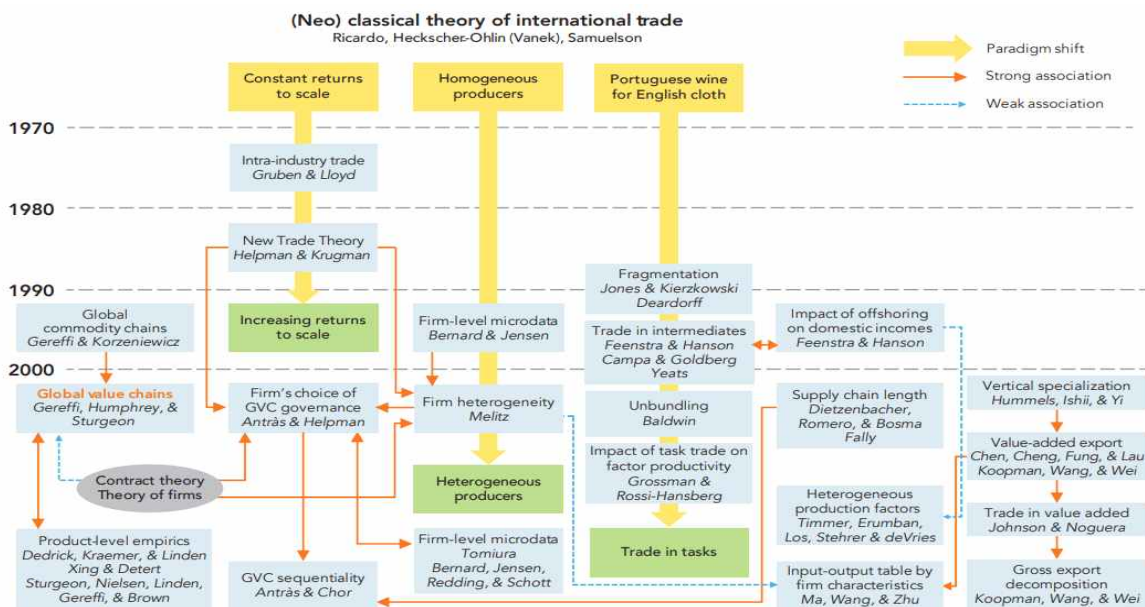 (Neo) classical theory of international trade
Ricardo, Heckscher-Ohlin (Vanek), Samuelson
Paradigm shift
Strong association
Weak association
Constant returns
to scale
Homogeneous
producers
Portuguese wine
for English cloth
1970
1980
1990
2000
Intra-industry trade
Gruben & Lloyd
New Trade Theory
Helpman & Krugman
Increasing returns
to scale
Global
commodity chains
Gereffi & Korzeniewicz
Global value chains
Gereffi, Humphrey, &
Sturgeon
Firm's choice of
GVC governance
Antràs & Helpman
Contract theory
Theory of firms
Product-level empirics
Dedrick, Kraemer, & Linden
Xing & Detert
Sturgeon, Nielsen, Linden,
Gereffi, & Brown
GVC sequentiality
Antràs & Chor
Firm-level microdata
Bernard & Jensen
Firm heterogeneity
Melitz
Heterogeneous
producers
Firm-level microdata
Tomiura
Bernard, Jensen,
Redding, & Schott
Fragmentation
Jones & Kierzkowski
Deardorff
Trade in intermediates
Feenstra & Hanson
Campa & Goldberg
Yeats
Unbundling
Baldwin
Impact of task trade on
factor productivity
Grossman &
Rossi-Hansberg
Trade in tasks
Impact of offshoring
on domestic incomes
Feenstra & Hanson
Supply chain length
Dietzenbacher,
Romero, & Bosma
Fally
Heterogeneous
production factors
Timmer, Erumban,
Los, Stehrer & deVries
Input-output table by
firm characteristics
Ma, Wang, & Zhu
Vertical specialization
Hummels, Ishii, & Yi
Value-added export
Chen, Cheng, Fung, & Lau
Koopman, Wang, & Wei
Trade in value added
Johnson & Noguera
Gross export
decomposition
Koopman, Wang, & Wei